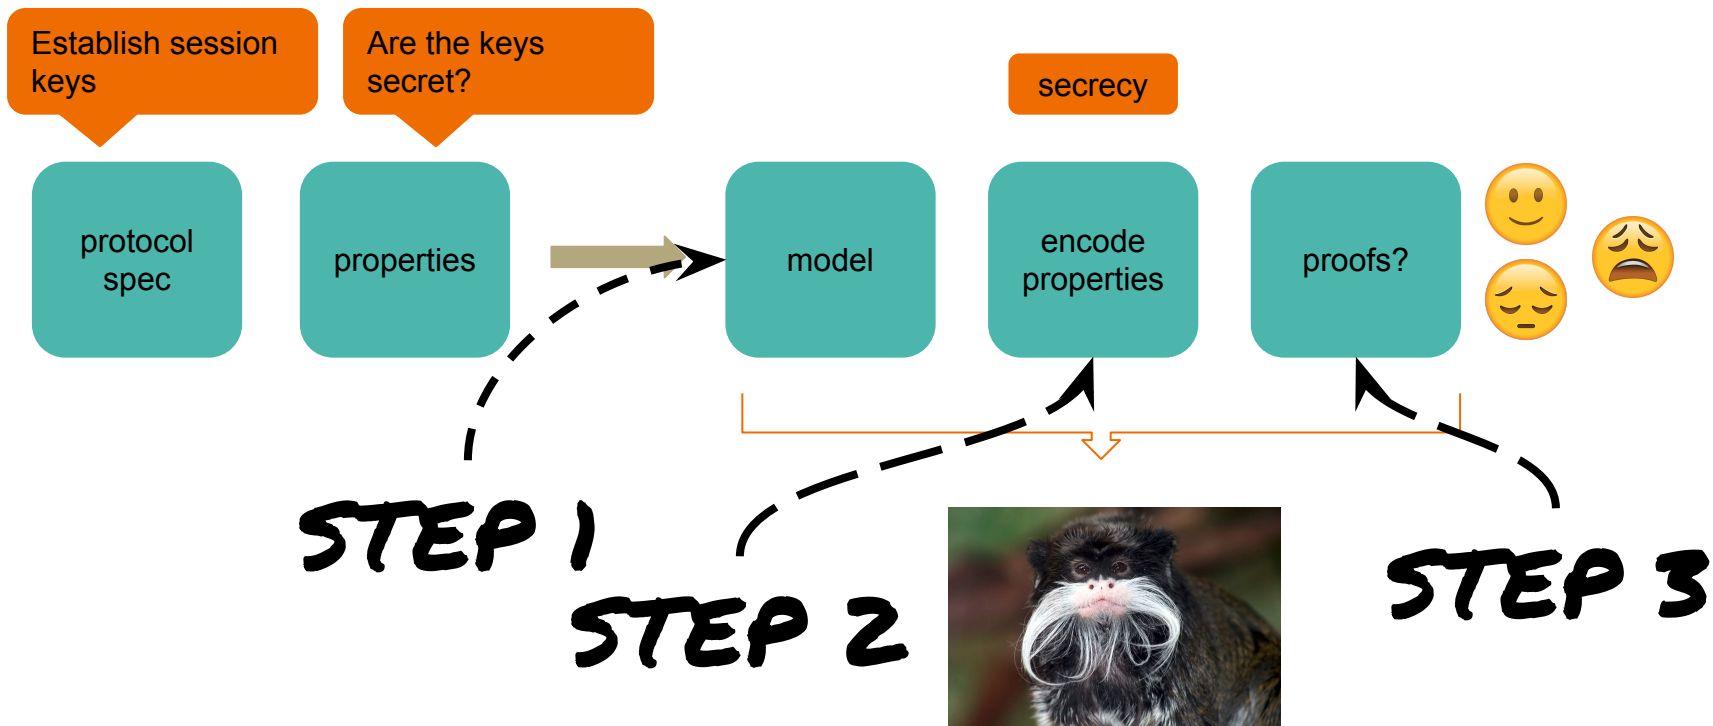 Establish session
keys
Are the keys
secret?
secrecy
protocol
spec
properties
model
encode
properties
proofs?
STEP 1
STEP 2
STEP 3